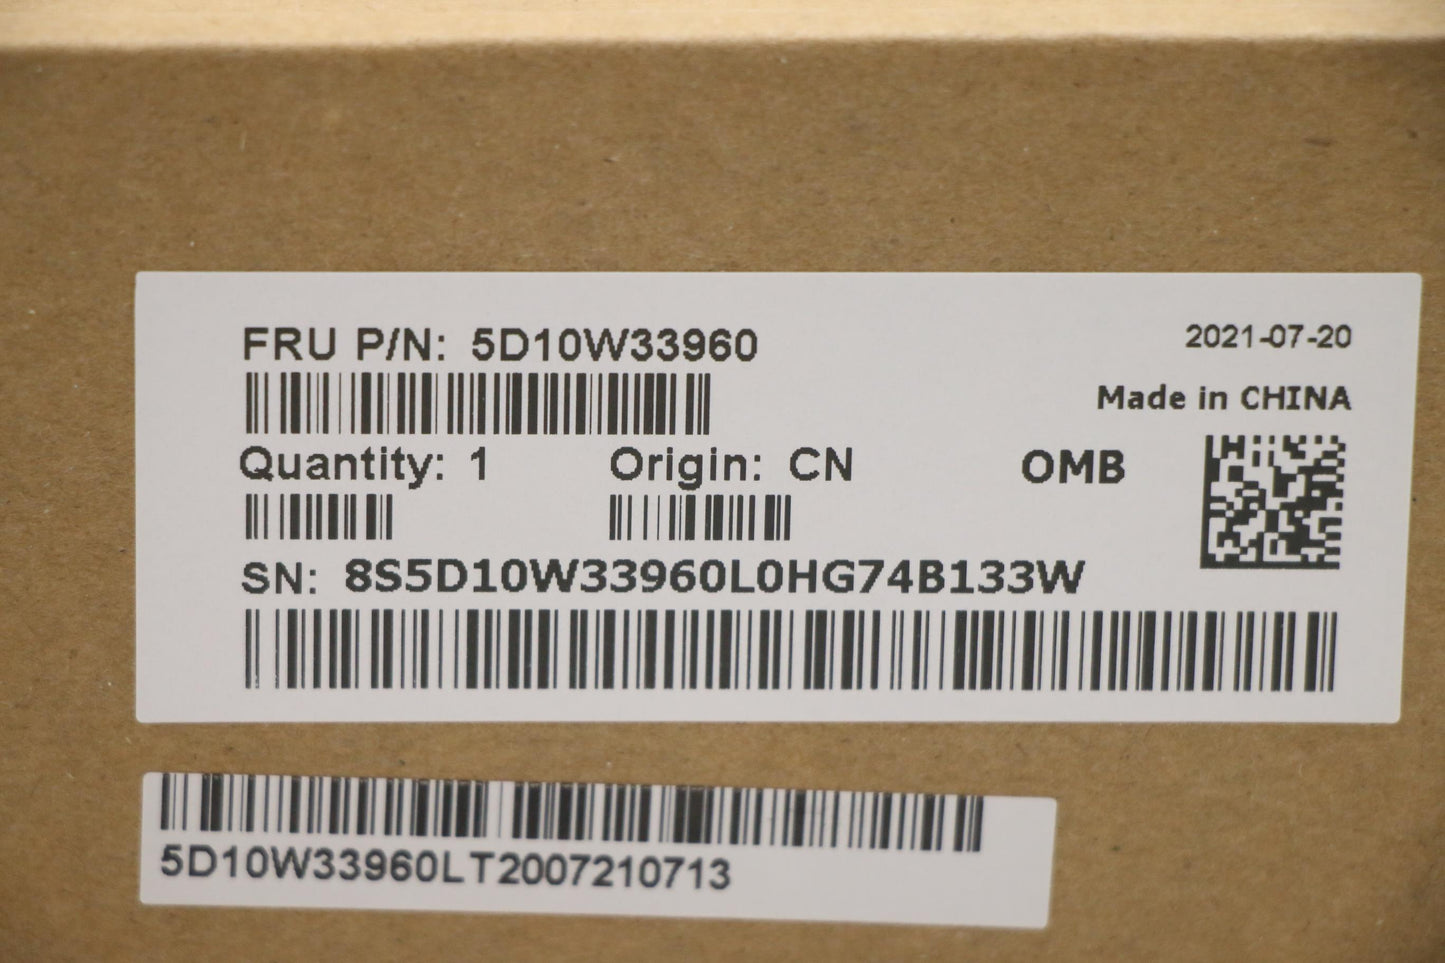 FRU P/N: 5D10W33960
2021-07-20
Made in CHINA
Quantity: 1 Origin: CN OMB
SN: 8S5D10W33960L0HG74B133W
5D10W33960LT2007210713